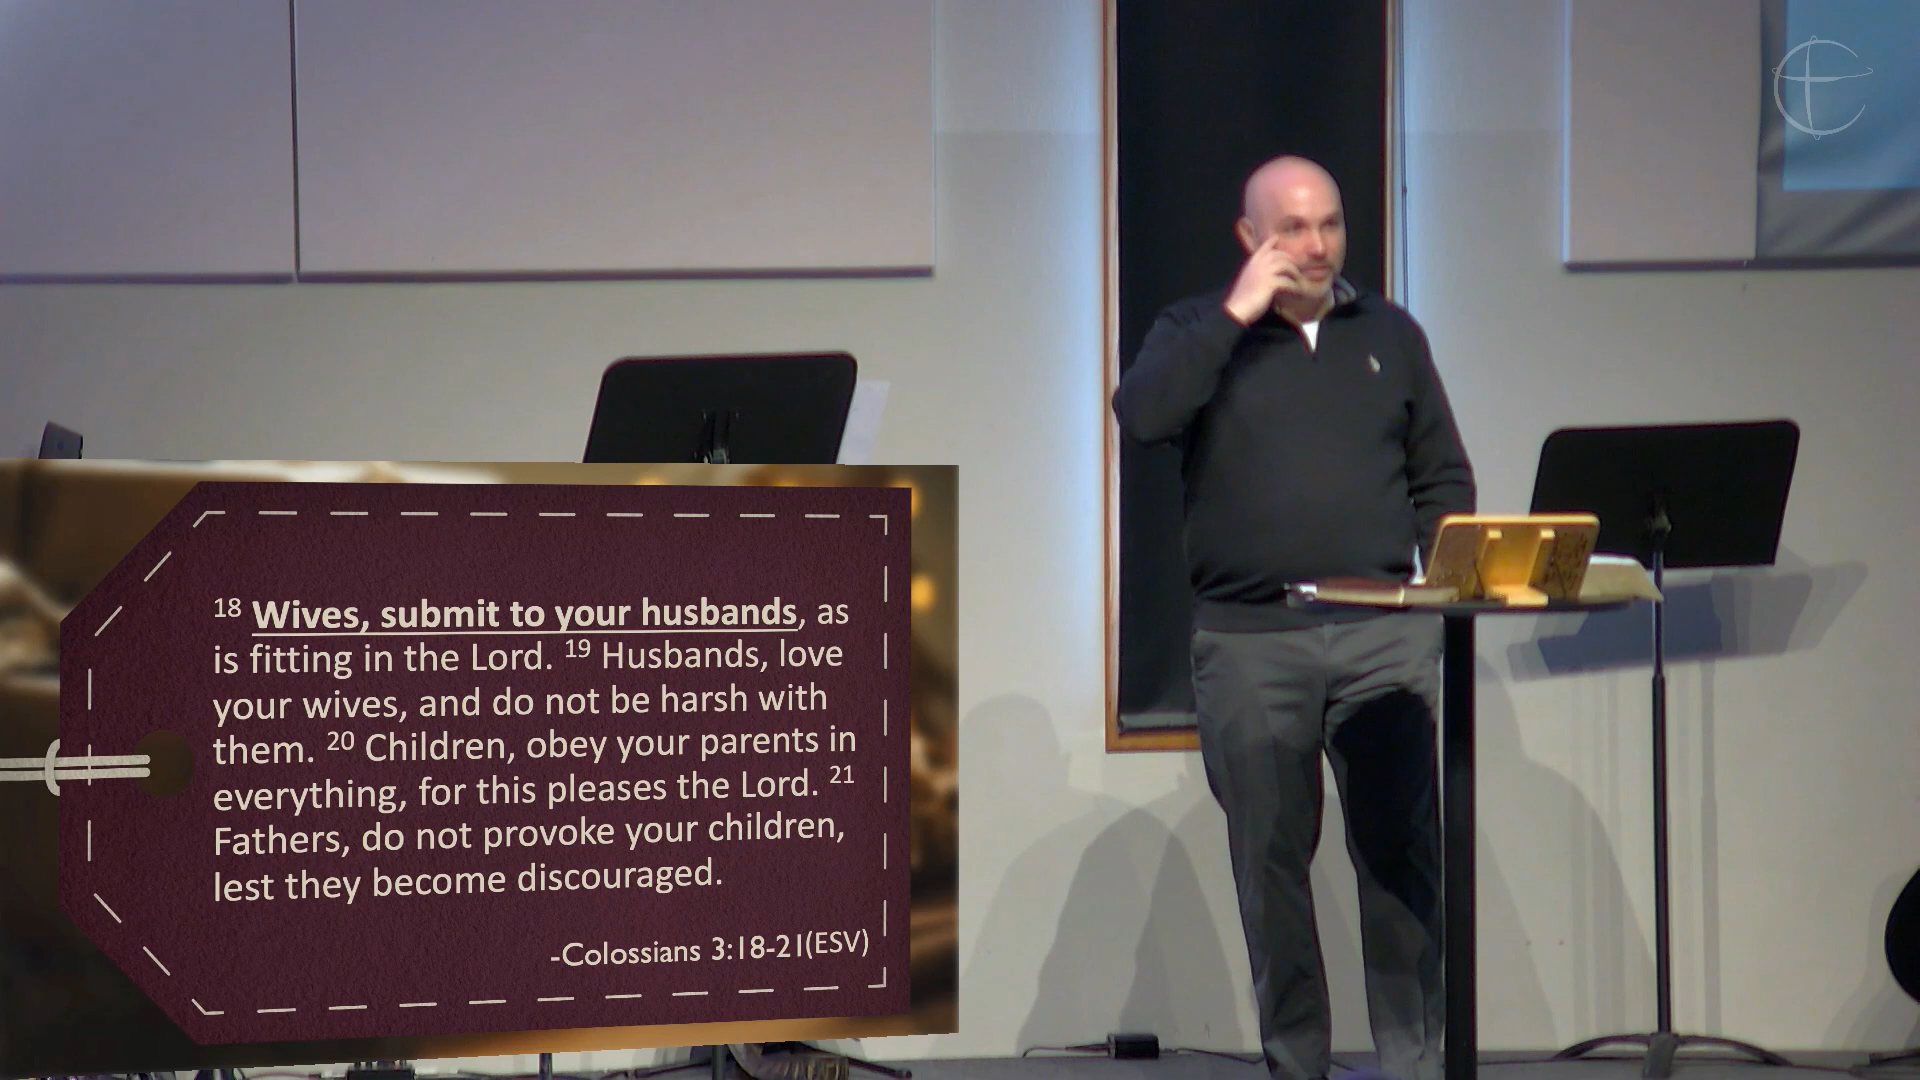 18 Wives, submit to your husbands, as
is fitting in the Lord. 19 Husbands, love
your wives, and do not be harsh with
them. 20 Children, obey your parents in
everything, for this pleases the Lord. 21
Fathers, do not provoke your children,
lest they become discouraged.
-Colossians 3:18-21(ESV)